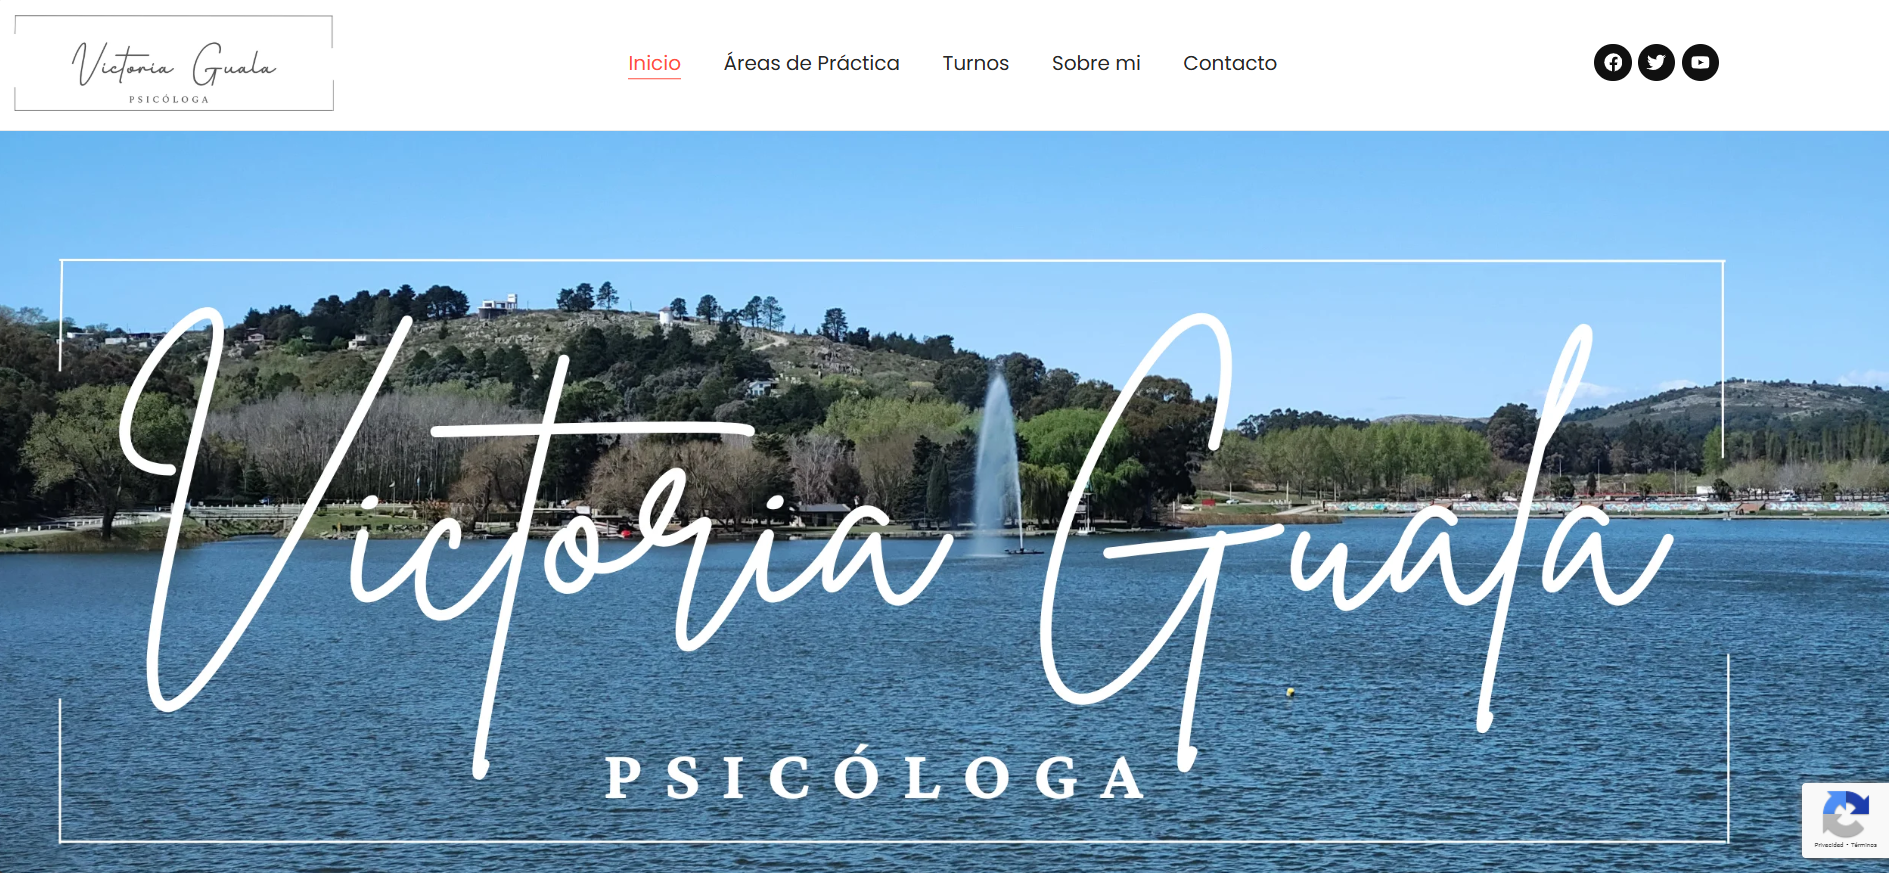 Victoria Guala
PSICÓLOGA
Inicio Áreas de Práctica Turnos Sobre mi Contacto
Victoria Guala
PSICÓLOGA
Privacidad - Términos